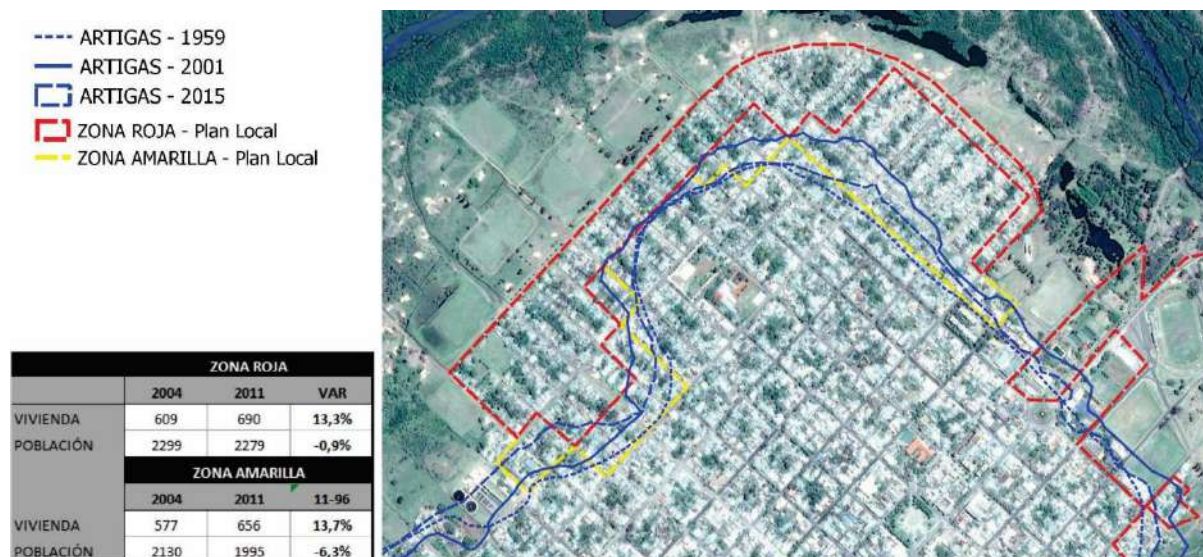 ARTIGAS - 1959
ARTIGAS - 2001
ARTIGAS - 2015
ZONA ROJA - Plan Local
ZONA AMARILLA - Plan Local
ZONA ROJA
2004 2011 VAR
VIVIENDA 609 690 13,3%
POBLACIÓN 2299 2279 -0,9%
ZONA AMARILLA
2004 2011 11-96
VIVIENDA 577 656 13,7%
POBLACIÓN 2130 1995 -6,3%